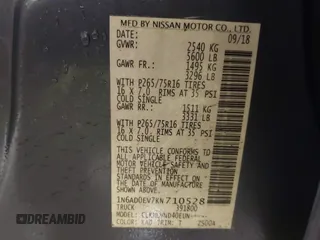 MFD BY NISSAN MOTOR CO., LTD.
DATE: 09/18
GVWR: 2540 KG
5600 LB
GAWR FR: 1495 KG
3296 LB
WITH P265/75R16 TIRES
16 X 7.0 RIMS AT 35 PSI
COLD SINGLE
GAWR RR: 1511 KG
3331 LB
WITH P265/75R16 TIRES
16 X 7.0 RIMS AT 35 PSI
COLD SINGLE
THIS VEHICLE CONFORMS TO ALL
APPLICABLE FEDERAL MOTOR
VEHICLE SAFETY AND THEFT
PREVENTION STANDARDS
IN EFFECT ON THE DATE
OF MANUFACTURE
SHOWN ABOVE.
1N6AD0EV7KN710528
TRUCK 391800
MODEL:
COLOR: TRIM: